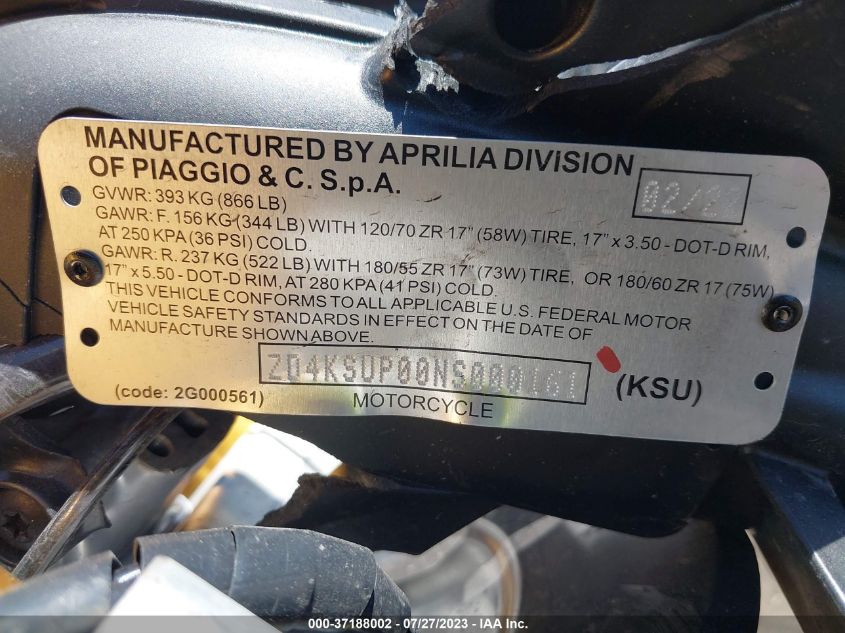 MANUFACTURED BY APRILIA DIVISION
OF PIAGGIO & C. S.p.A.
GVWR: 393 KG (866 LB)
02/22
GAWR: F. 156 KG (344 LB) WITH 120/70 ZR 17" (58W) TIRE, 17" x 3.50 - DOT-D RIM,
AT 250 KPA (36 PSI) COLD.
GAWR: R. 237 KG (522 LB) WITH 180/55 ZR 17" (73W) TIRE, OR 180/60 ZR 17 (75W)
17" x 5.50 - DOT-D RIM, AT 280 KPA (41 PSI) COLD.
THIS VEHICLE CONFORMS TO ALL APPLICABLE U.S. FEDERAL MOTOR
VEHICLE SAFETY STANDARDS IN EFFECT ON THE DATE OF
MANUFACTURE SHOWN ABOVE.
ZD4KSUP00NS000161
(KSU)
(code: 2G000561)
MOTORCYCLE
000-37188002 - 07/27/2023 - IAA Inc.